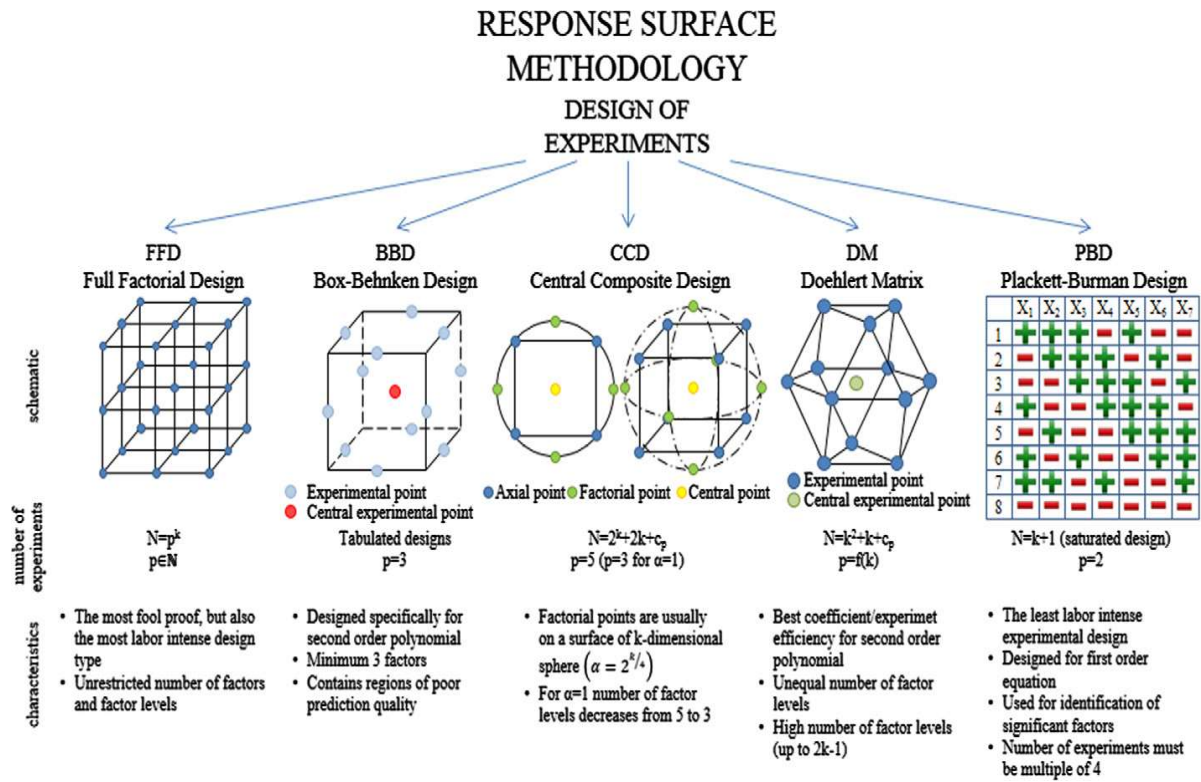 RESPONSE SURFACE
METHODOLOGY
DESIGN OF
EXPERIMENTS
FFD
Full Factorial Design
BBD
Box-Behnken Design
CCD
Central Composite Design
DM
Doehlert Matrix
PBD
Plackett-Burman Design
schematic
X₁ X₂ X₃ X₄ X₅ X₆ X₇
1 + + + − + − −
2 − + + + − + −
3 − − + + + − +
4 + − − + + + −
5 − + − − + + +
6 + − + − − + +
7 + + − + − − +
8 − − − − − − −
Experimental point
Central experimental point
Axial point
Factorial point
Central point
Experimental point
Central experimental point
number of
experiments
N=pᵏ
p∈ℕ
Tabulated designs
p=3
N=2ᵏ+2k+cₚ
p=5 (p=3 for α=1)
N=k²+k+cₚ
p=f(k)
N=k+1 (saturated design)
p=2
characteristics
• The most fool proof, but also
the most labor intense design
type
• Unrestricted number of factors
and factor levels
• Designed specifically for
second order polynomial
• Minimum 3 factors
• Contains regions of poor
prediction quality
• Factorial points are usually
on a surface of k-dimensional
sphere (α = 2^(k/4))
• For α=1 number of factor
levels decreases from 5 to 3
• Best coefficient/experimet
efficiency for second order
polynomial
• Unequal number of factor
levels
• High number of factor levels
(up to 2k-1)
• The least labor intense
experimental design
• Designed for first order
equation
• Used for identification of
significant factors
• Number of experiments must
be multiple of 4